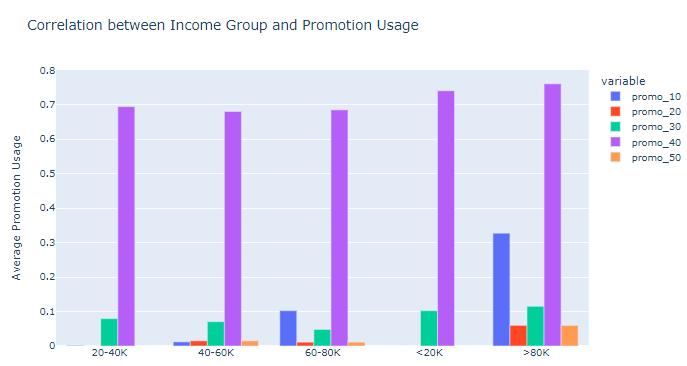 Correlation between Income Group and Promotion Usage
variable
promo_10
promo_20
promo_30
promo_40
promo_50
Average Promotion Usage
0.8
0.7
0.6
0.5
0.4
0.3
0.2
0.1
0
20-40K
40-60K
60-80K
<20K
>80K